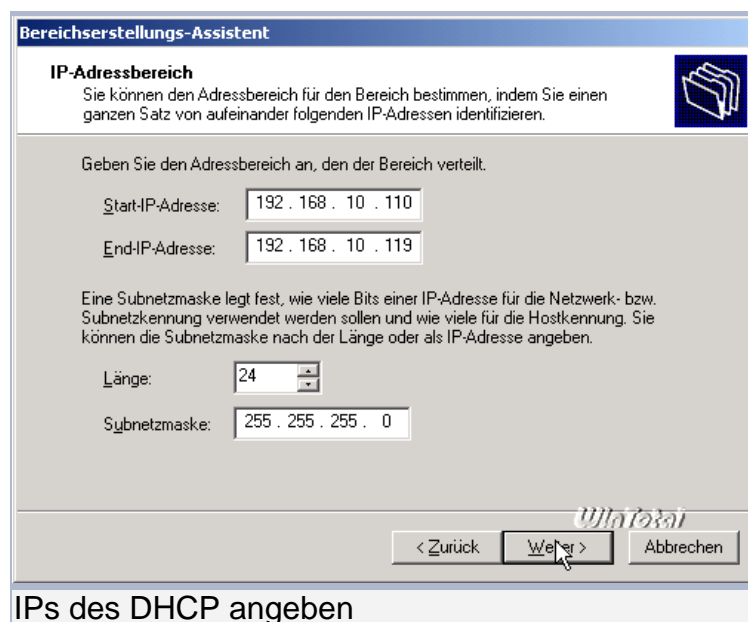 Bereichserstellungs-Assistent
IP-Adressbereich
Sie können den Adressbereich für den Bereich bestimmen, indem Sie einen
ganzen Satz von aufeinander folgenden IP-Adressen identifizieren.
Geben Sie den Adressbereich an, den der Bereich verteilt.
Start-IP-Adresse: 192 . 168 . 10 . 110
End-IP-Adresse: 192 . 168 . 10 . 119
Eine Subnetzmaske legt fest, wie viele Bits einer IP-Adresse für die Netzwerk- bzw.
Subnetzkennung verwendet werden sollen und wie viele für die Hostkennung. Sie
können die Subnetzmaske nach der Länge oder als IP-Adresse angeben.
Länge: 24
Subnetzmaske: 255 . 255 . 255 . 0
WinTotal
< Zurück Weiter > Abbrechen
IPs des DHCP angeben